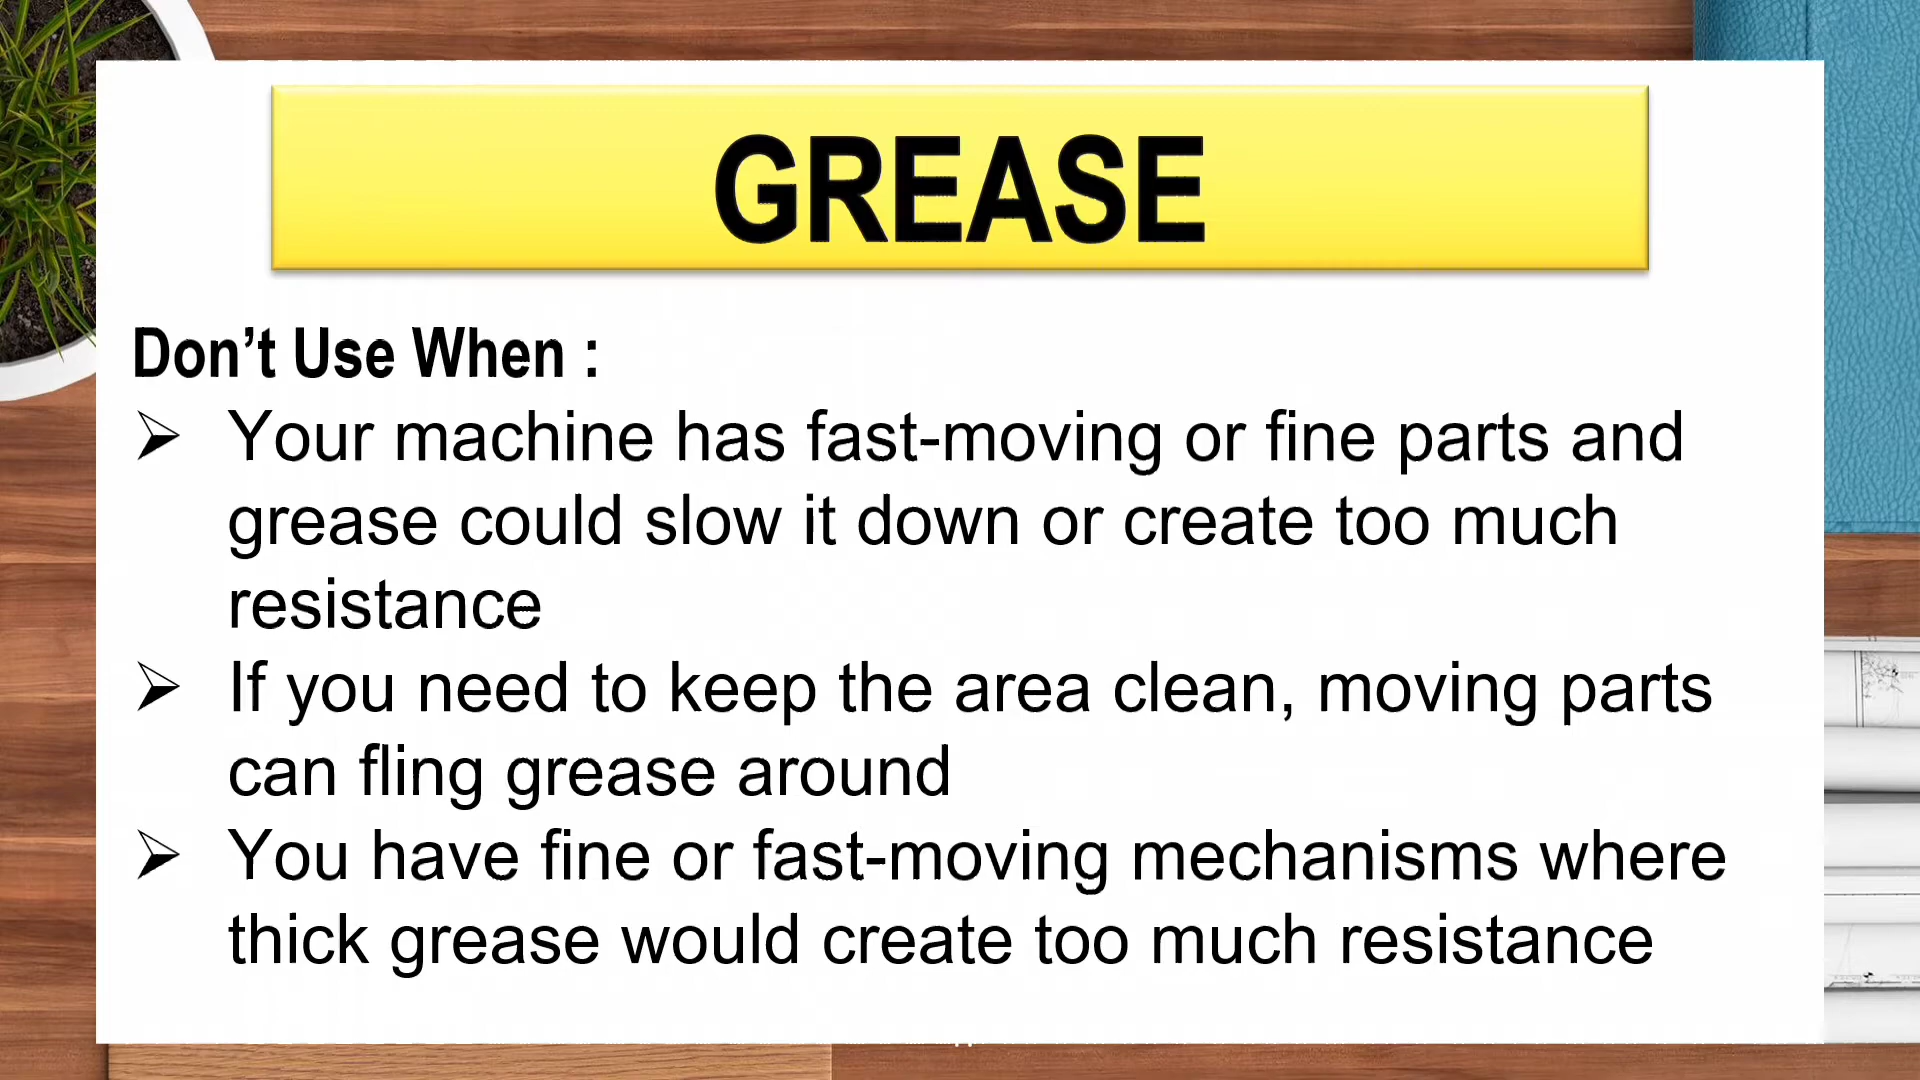 GREASE
Don’t Use When :
➢ Your machine has fast-moving or fine parts and
grease could slow it down or create too much
resistance
➢ If you need to keep the area clean, moving parts
can fling grease around
➢ You have fine or fast-moving mechanisms where
thick grease would create too much resistance